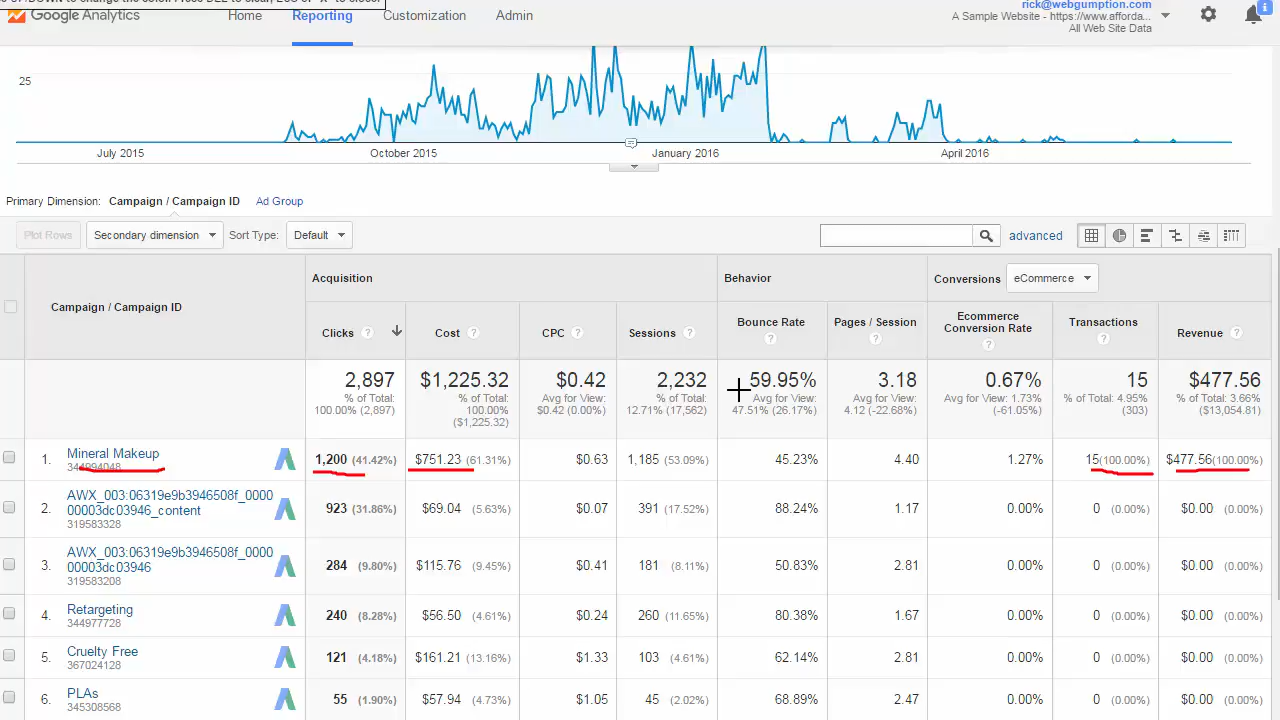 rick@webgumption.com
Google Analytics Home Reporting Customization Admin
A Sample Website - https://www.afforda...
All Web Site Data
25
July 2015 October 2015 January 2016 April 2016
Primary Dimension: Campaign / Campaign ID Ad Group
Plot Rows Secondary dimension Sort Type: Default advanced
Acquisition Behavior Conversions eCommerce
Campaign / Campaign ID Clicks ? Cost ? CPC ? Sessions ? Bounce Rate ? Pages / Session ? Ecommerce Conversion Rate ? Transactions ? Revenue ?
2,897 $1,225.32 $0.42 2,232 59.95% 3.18 0.67% 15 $477.56
% of Total: 100.00% (2,897) % of Total: 100.00% ($1,225.32) Avg for View: $0.42 (0.00%) % of Total: 12.71% (17,562) Avg for View: 47.51% (26.17%) Avg for View: 4.12 (-22.68%) Avg for View: 1.73% (-61.05%) % of Total: 4.95% (303) % of Total: 3.66% ($13,054.81)
1. Mineral Makeup 1,200 (41.42%) $751.23 (61.31%) $0.63 1,185 (53.09%) 45.23% 4.40 1.27% 15(100.00%) $477.56(100.00%)
344994048
2. AWX_003:06319e9b3946508f_0000
00003dc03946_content 923 (31.86%) $69.04 (5.63%) $0.07 391 (17.52%) 88.24% 1.17 0.00% 0 (0.00%) $0.00 (0.00%)
319583328
3. AWX_003:06319e9b3946508f_0000
00003dc03946 284 (9.80%) $115.76 (9.45%) $0.41 181 (8.11%) 50.83% 2.81 0.00% 0 (0.00%) $0.00 (0.00%)
319583208
4. Retargeting 240 (8.28%) $56.50 (4.61%) $0.24 260 (11.65%) 80.38% 1.67 0.00% 0 (0.00%) $0.00 (0.00%)
344977728
5. Cruelty Free 121 (4.18%) $161.21 (13.16%) $1.33 103 (4.61%) 62.14% 2.81 0.00% 0 (0.00%) $0.00 (0.00%)
367024128
6. PLAs 55 (1.90%) $57.94 (4.73%) $1.05 45 (2.02%) 68.89% 2.47 0.00% 0 (0.00%) $0.00 (0.00%)
345308568